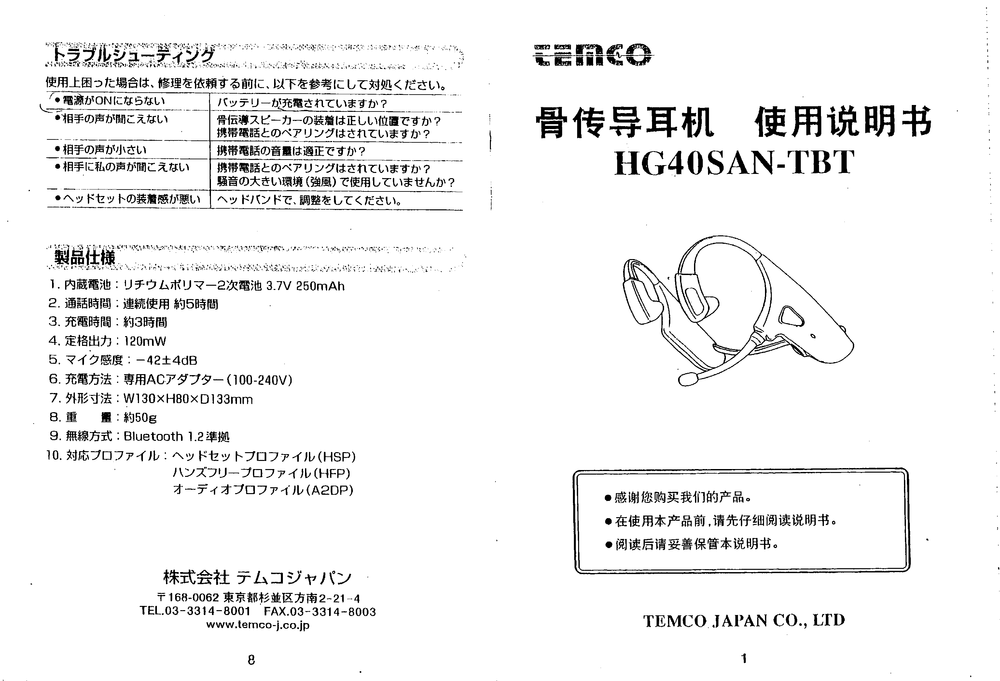 トラブルシューティング
使用上困った場合は、修理を依頼する前に、以下を参考にして対処ください。
●電源がONにならない バッテリーが充電されていますか？
●相手の声が聞こえない 骨伝導スピーカーの装着は正しい位置ですか？
携帯電話とのペアリングはされていますか？
●相手の声が小さい 携帯電話の音量は適正ですか？
●相手に私の声が聞こえない 携帯電話とのペアリングはされていますか？
騒音の大きい環境（強風）で使用していませんか？
●ヘッドセットの装着感が悪い ヘッドバンドで、調整をしてください。
製品仕様
1. 内蔵電池：リチウムポリマー2次電池 3.7V 250mAh
2. 通話時間：連続使用 約5時間
3. 充電時間：約3時間
4. 定格出力：120mW
5. マイク感度：－42±4dB
6. 充電方法：専用ACアダプター（100-240V）
7. 外形寸法：W130×H80×D133mm
8. 重　量：約50g
9. 無線方式：Bluetooth 1.2準拠
10. 対応プロファイル：ヘッドセットプロファイル（HSP）
ハンズフリープロファイル（HFP）
オーディオプロファイル（A2DP）
株式会社 テムコジャパン
〒168-0062 東京都杉並区方南2-21-4
TEL.03-3314-8001 FAX.03-3314-8003
www.temco-j.co.jp
8
temco
骨传导耳机 使用说明书
HG40SAN-TBT
●感谢您购买我们的产品。
●在使用本产品前,请先仔细阅读说明书。
●阅读后请妥善保管本说明书。
TEMCO JAPAN CO., LTD
1